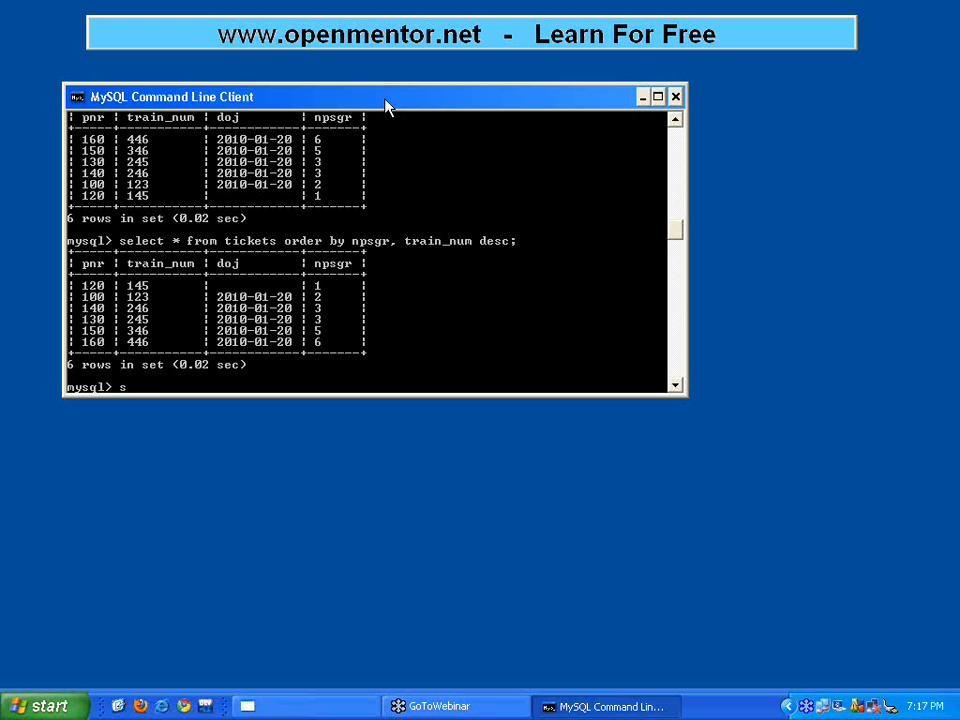 www.openmentor.net - Learn For Free
MySQL Command Line Client
| pnr | train_num | doj | npsgr |
+-----+-----------+------------+-------+
| 160 | 446 | 2010-01-20 | 6 |
| 150 | 346 | 2010-01-20 | 5 |
| 130 | 245 | 2010-01-20 | 3 |
| 140 | 246 | 2010-01-20 | 3 |
| 100 | 123 | 2010-01-20 | 2 |
| 120 | 145 | | 1 |
+-----+-----------+------------+-------+
6 rows in set (0.02 sec)
mysql> select * from tickets order by npsgr, train_num desc;
+-----+-----------+------------+-------+
| pnr | train_num | doj | npsgr |
+-----+-----------+------------+-------+
| 120 | 145 | | 1 |
| 100 | 123 | 2010-01-20 | 2 |
| 140 | 246 | 2010-01-20 | 3 |
| 130 | 245 | 2010-01-20 | 3 |
| 150 | 346 | 2010-01-20 | 5 |
| 160 | 446 | 2010-01-20 | 6 |
+-----+-----------+------------+-------+
6 rows in set (0.02 sec)
mysql> s
start GoToWebinar MySQL Command Lin... 7:17 PM